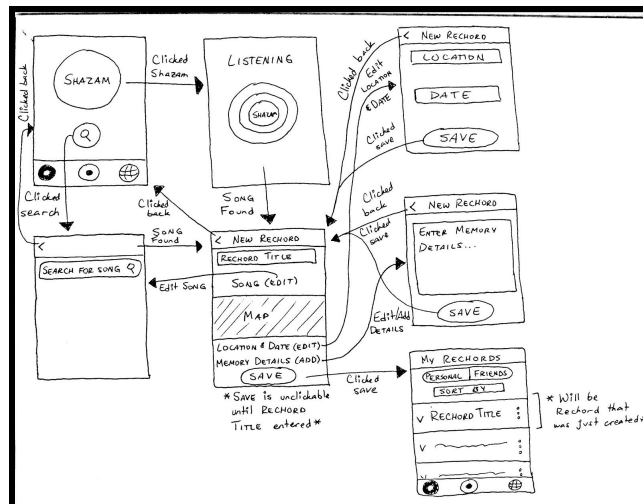 SHAZAM
Q
Clicked back
Clicked
Shazam
LISTENING
SHAZAM
< NEW RECHORD
LOCATION
DATE
SAVE
Clicked back
Edit
LOCATION
& DATE
Clicked
save
Clicked
search
Clicked
back
SONG
Found
SONG
Found
<
SEARCH FOR SONG Q
Edit SONG
< NEW RECHORD
RECHORD TITLE
SONG (EDIT)
MAP
LOCATION & DATE (EDIT)
MEMORY DETAILS (ADD)
SAVE
* SAVE is unclickable
until RECHORD
TITLE entered *
Clicked
back
Clicked
save
< NEW RECHORD
ENTER MEMORY
DETAILS...
SAVE
Edit/Add
DETAILS
Clicked
save
MY RECHORDS
PERSONAL FRIENDS
SORT BY
v RECHORD TITLE
v
v
* Will be
Rechord that
was just created*